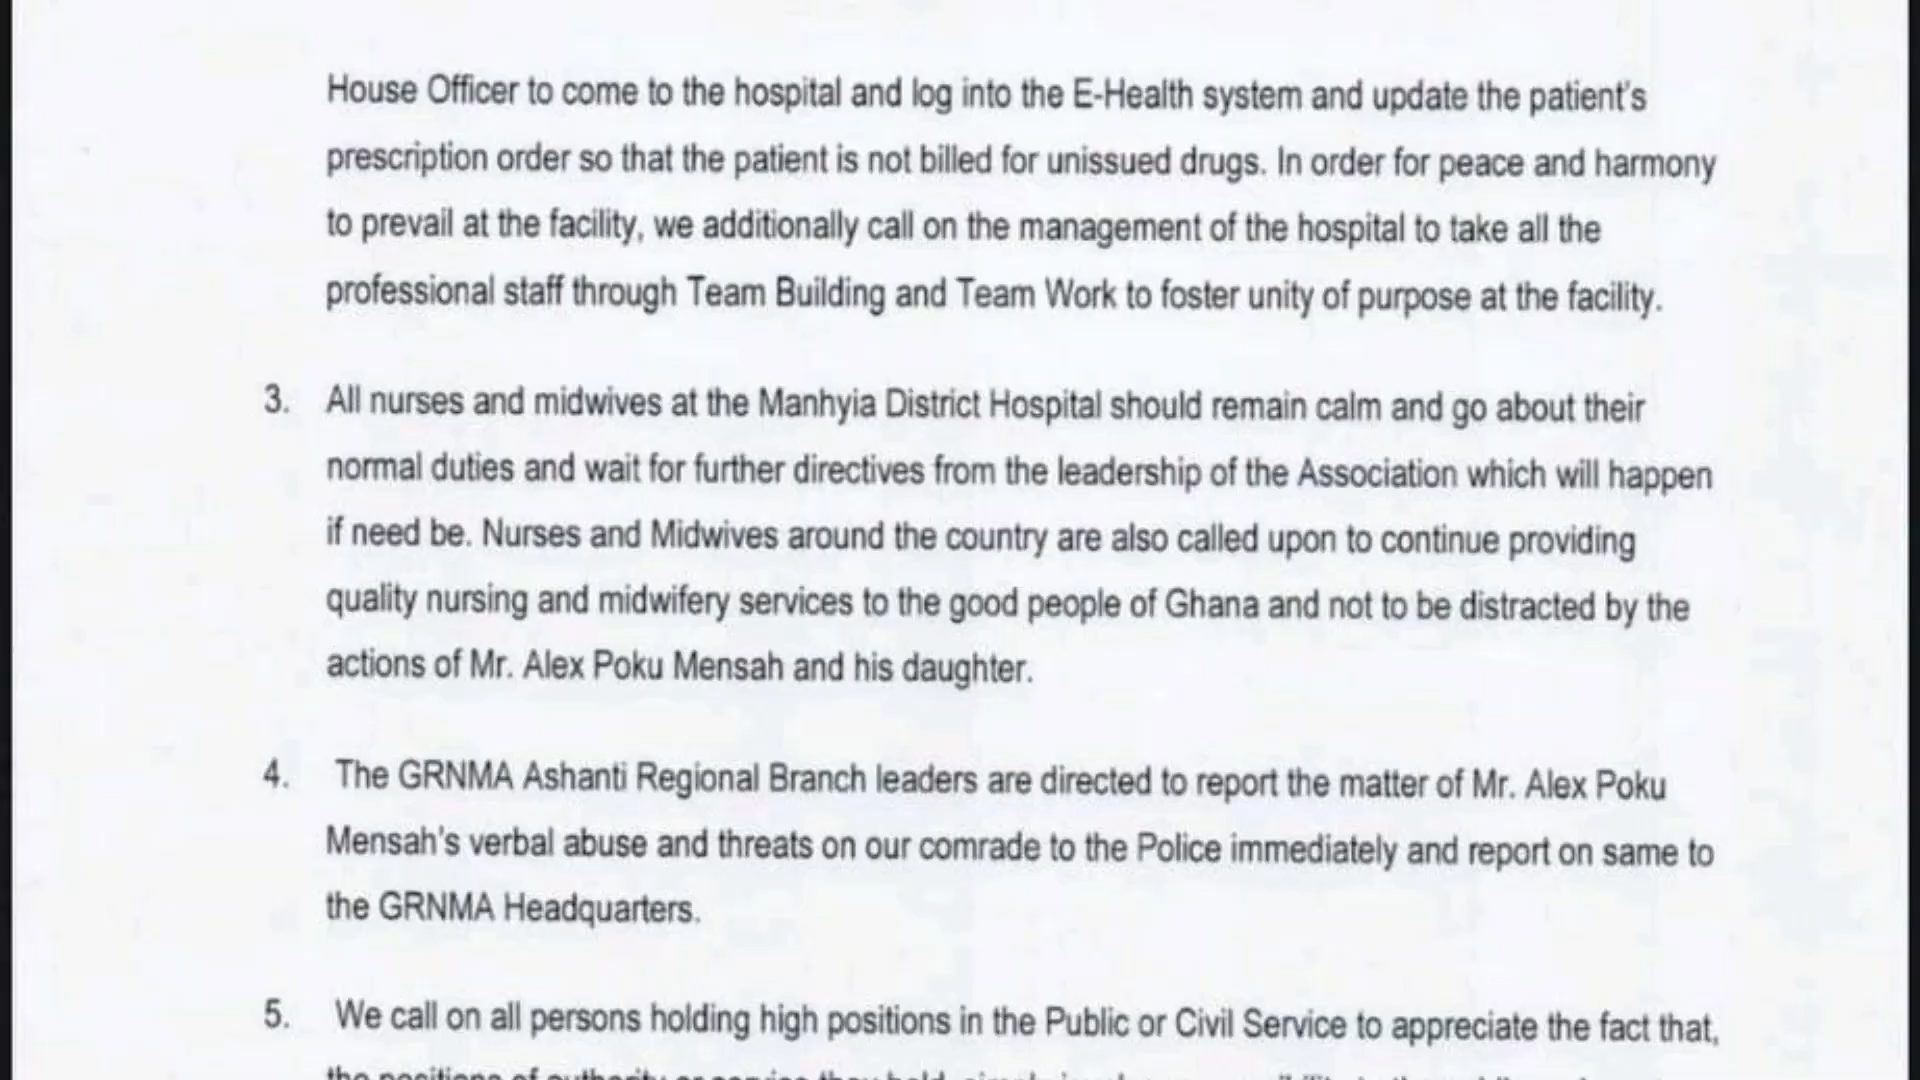 House Officer to come to the hospital and log into the E-Health system and update the patient's
prescription order so that the patient is not billed for unissued drugs. In order for peace and harmony
to prevail at the facility, we additionally call on the management of the hospital to take all the
professional staff through Team Building and Team Work to foster unity of purpose at the facility.
3. All nurses and midwives at the Manhyia District Hospital should remain calm and go about their
normal duties and wait for further directives from the leadership of the Association which will happen
if need be. Nurses and Midwives around the country are also called upon to continue providing
quality nursing and midwifery services to the good people of Ghana and not to be distracted by the
actions of Mr. Alex Poku Mensah and his daughter.
4. The GRNMA Ashanti Regional Branch leaders are directed to report the matter of Mr. Alex Poku
Mensah's verbal abuse and threats on our comrade to the Police immediately and report on same to
the GRNMA Headquarters.
5. We call on all persons holding high positions in the Public or Civil Service to appreciate the fact that,
the positions of authority or service they hold, simply